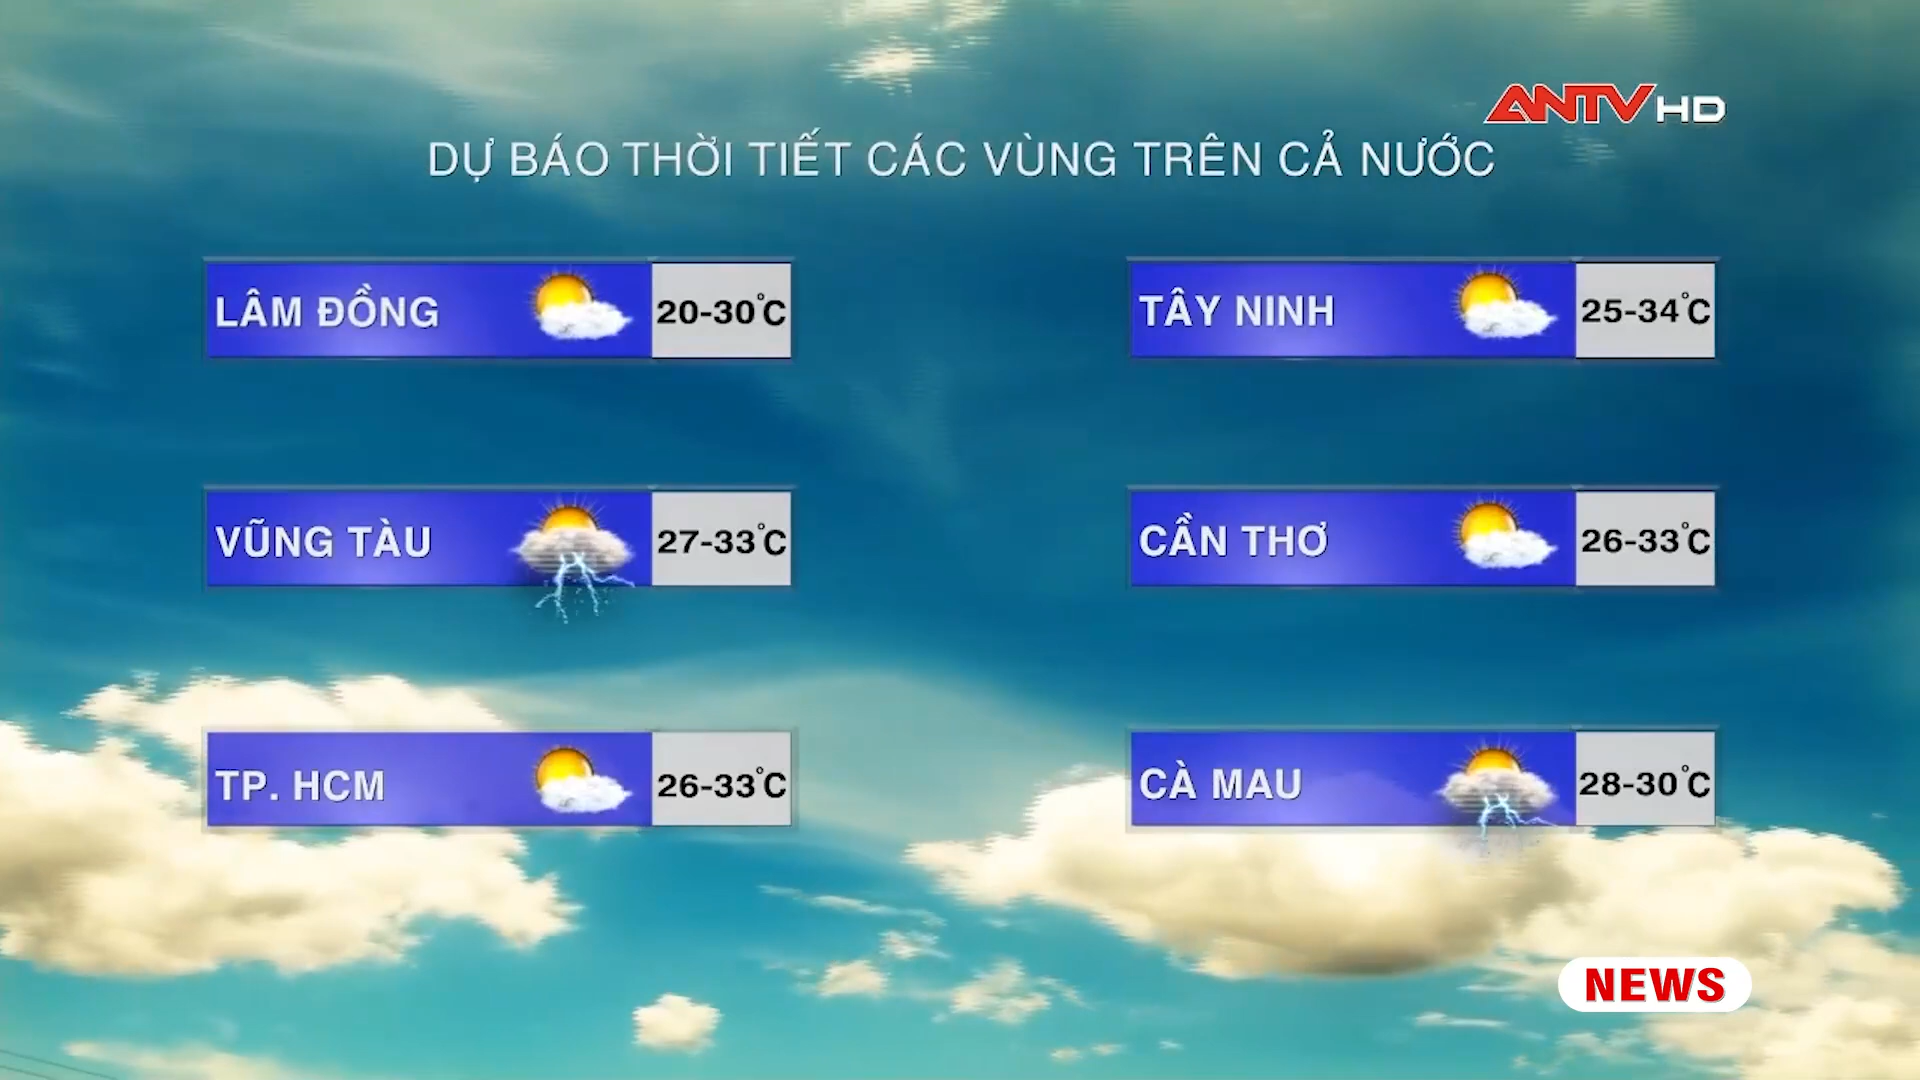 ANTV HD
DỰ BÁO THỜI TIẾT CÁC VÙNG TRÊN CẢ NƯỚC
LÂM ĐỒNG 20-30°C
TÂY NINH 25-34°C
VŨNG TÀU 27-33°C
CẦN THƠ 26-33°C
TP. HCM 26-33°C
CÀ MAU 28-30°C
NEWS